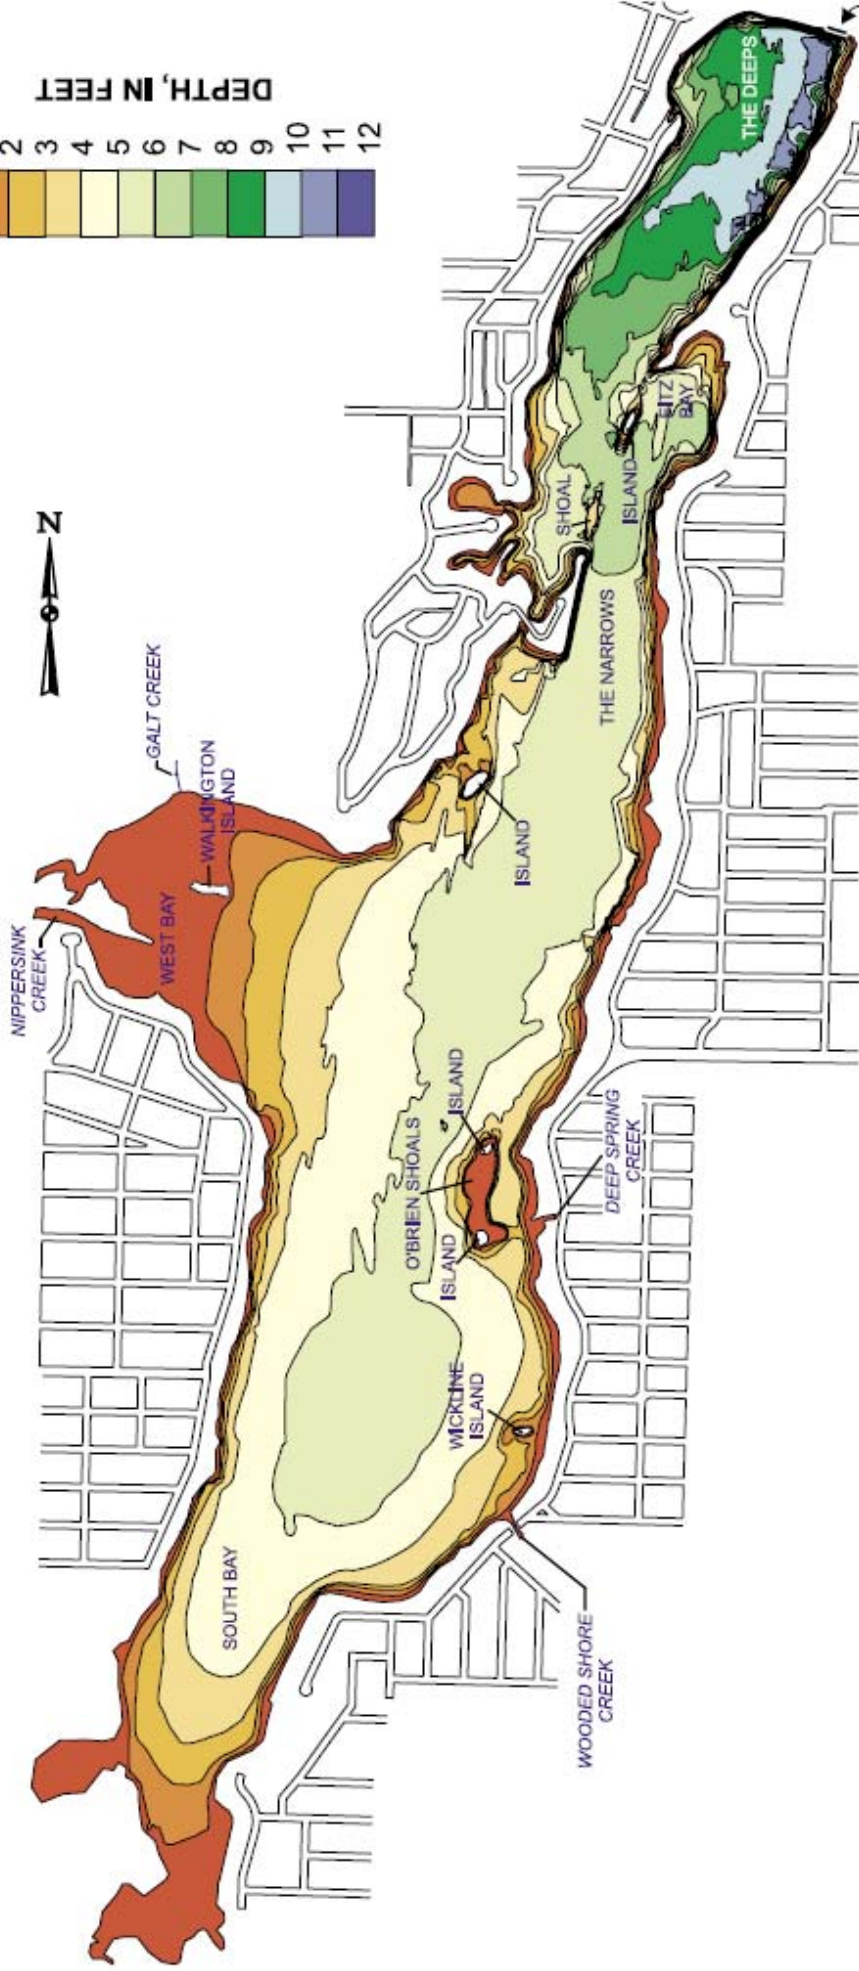 DEPTH, IN FEET
2
3
4
5
6
7
8
9
10
11
12
N
THE DEEPS
FITZ
BAY
ISLAND
SHOAL
THE NARROWS
GALT CREEK
WALKINGTON
ISLAND
WEST BAY
NIPPERSINK
CREEK
ISLAND
ISLAND
O'BRIEN SHOALS
ISLAND
DEEP SPRING
CREEK
WICKLINE
ISLAND
SOUTH BAY
WOODED SHORE
CREEK